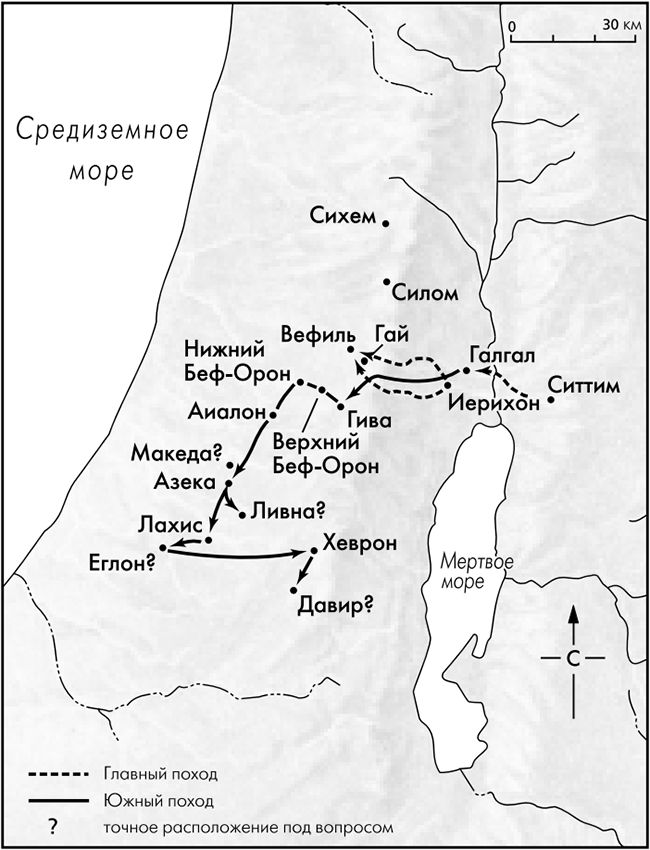 0 30 км
Средиземное
море
Сихем
Силом
Вефиль Гай
Нижний
Беф-Орон
Галгал
Ситтим
Иерихон
Аиалон
Гива
Верхний
Беф-Орон
Македа?
Азека
Ливна?
Лахис
Хеврон
Еглон?
Мертвое
море
Давир?
С
Главный поход
Южный поход
? точное расположение под вопросом